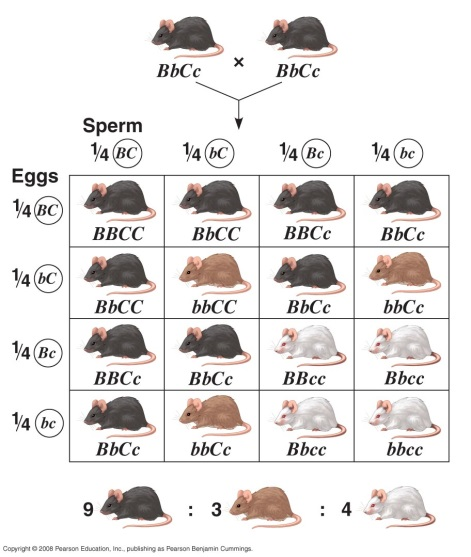 BbCc × BbCc
Sperm
1/4 BC 1/4 bC 1/4 Bc 1/4 bc
Eggs
1/4 BC
BBCC BbCC BBCc BbCc
1/4 bC
BbCC bbCC BbCc bbCc
1/4 Bc
BBCc BbCc BBcc Bbcc
1/4 bc
BbCc bbCc Bbcc bbcc
9 : 3 : 4
Copyright © 2008 Pearson Education, Inc., publishing as Pearson Benjamin Cummings.